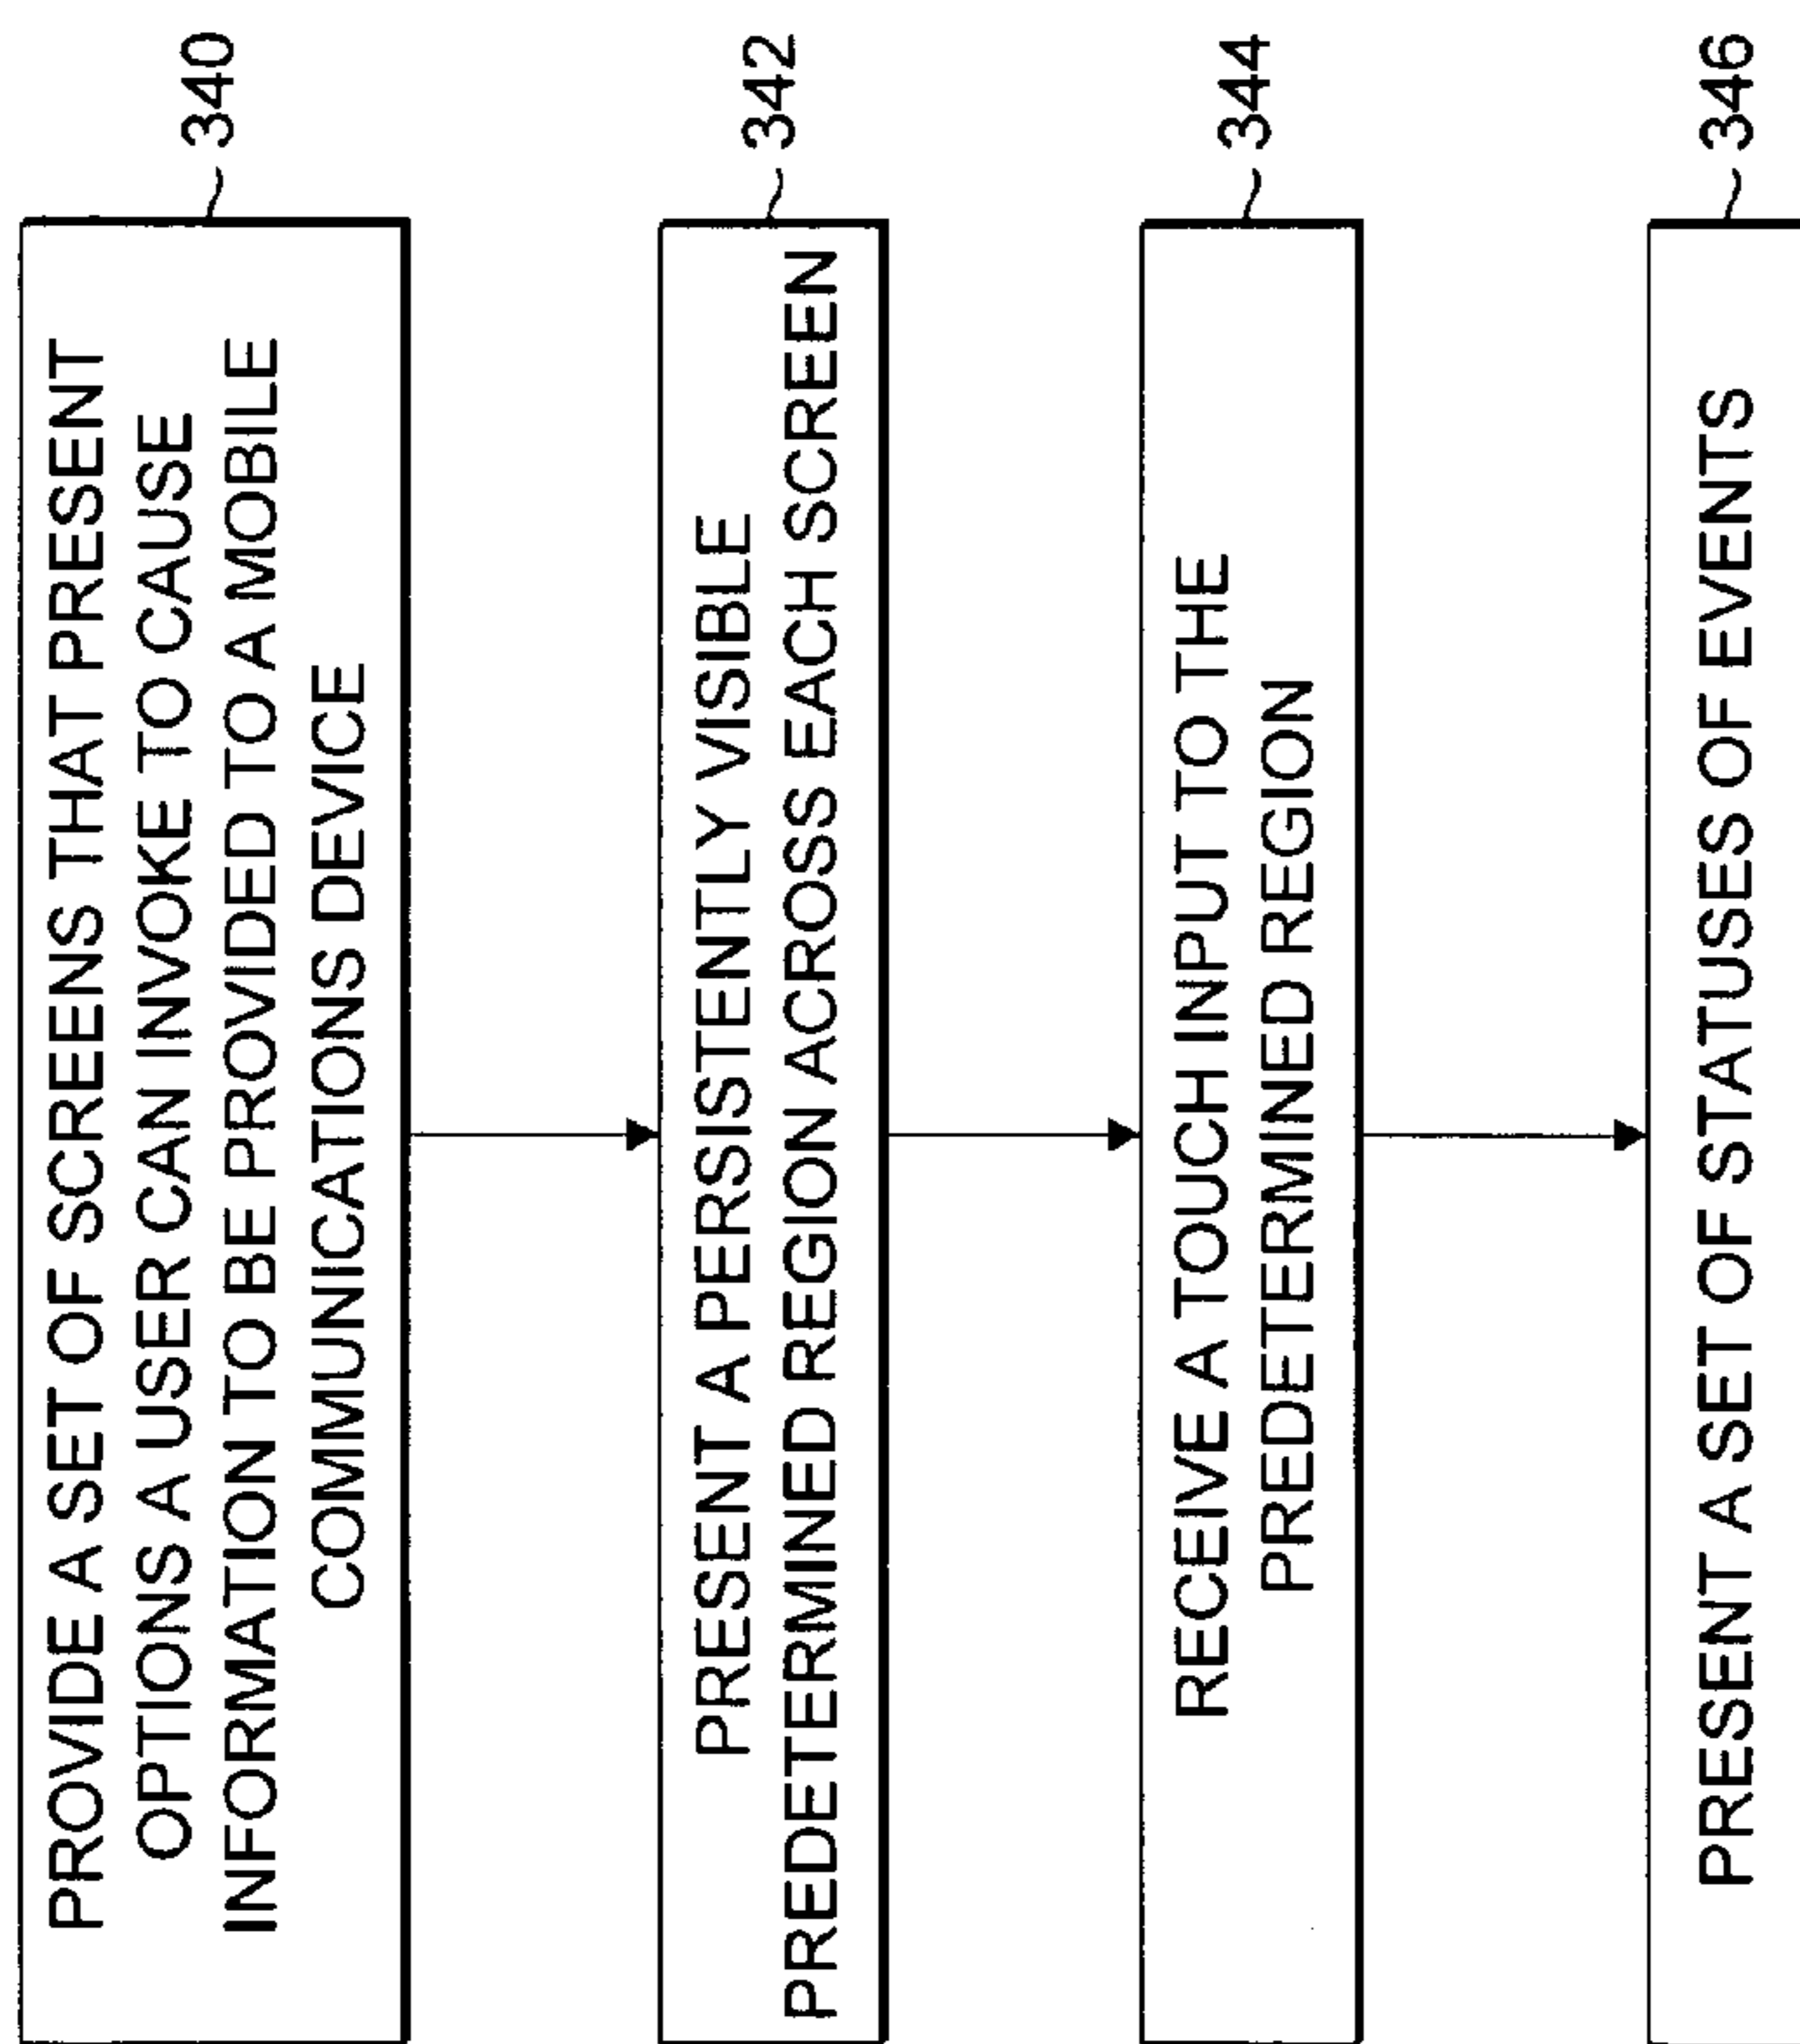 PROVIDE A SET OF SCREENS THAT PRESENT
OPTIONS A USER CAN INVOKE TO CAUSE
INFORMATION TO BE PROVIDED TO A MOBILE
COMMUNICATIONS DEVICE
340
PRESENT A PERSISTENTLY VISIBLE
PREDETERMINED REGION ACROSS EACH SCREEN
342
RECEIVE A TOUCH INPUT TO THE
PREDETERMINED REGION
344
PRESENT A SET OF STATUSES OF EVENTS
346